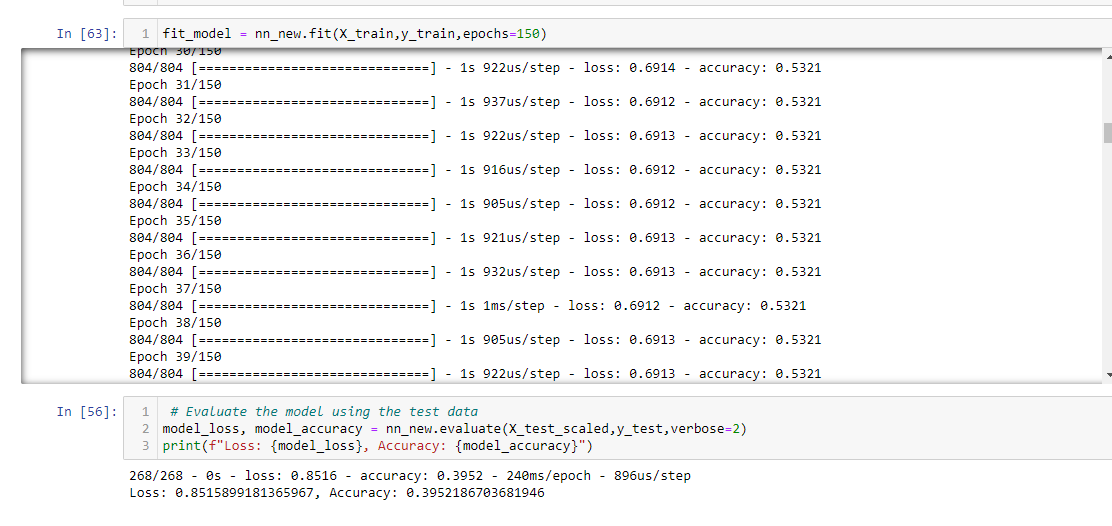 In [63]: 1 fit_model = nn_new.fit(X_train,y_train,epochs=150)
Epoch 30/150
804/804 [==============================] - 1s 922us/step - loss: 0.6914 - accuracy: 0.5321
Epoch 31/150
804/804 [==============================] - 1s 937us/step - loss: 0.6912 - accuracy: 0.5321
Epoch 32/150
804/804 [==============================] - 1s 922us/step - loss: 0.6913 - accuracy: 0.5321
Epoch 33/150
804/804 [==============================] - 1s 916us/step - loss: 0.6912 - accuracy: 0.5321
Epoch 34/150
804/804 [==============================] - 1s 905us/step - loss: 0.6912 - accuracy: 0.5321
Epoch 35/150
804/804 [==============================] - 1s 921us/step - loss: 0.6913 - accuracy: 0.5321
Epoch 36/150
804/804 [==============================] - 1s 932us/step - loss: 0.6913 - accuracy: 0.5321
Epoch 37/150
804/804 [==============================] - 1s 1ms/step - loss: 0.6912 - accuracy: 0.5321
Epoch 38/150
804/804 [==============================] - 1s 905us/step - loss: 0.6913 - accuracy: 0.5321
Epoch 39/150
804/804 [==============================] - 1s 922us/step - loss: 0.6913 - accuracy: 0.5321
In [56]: 1 # Evaluate the model using the test data
2 model_loss, model_accuracy = nn_new.evaluate(X_test_scaled,y_test,verbose=2)
3 print(f"Loss: {model_loss}, Accuracy: {model_accuracy}")
268/268 - 0s - loss: 0.8516 - accuracy: 0.3952 - 240ms/epoch - 896us/step
Loss: 0.8515899181365967, Accuracy: 0.3952186703681946